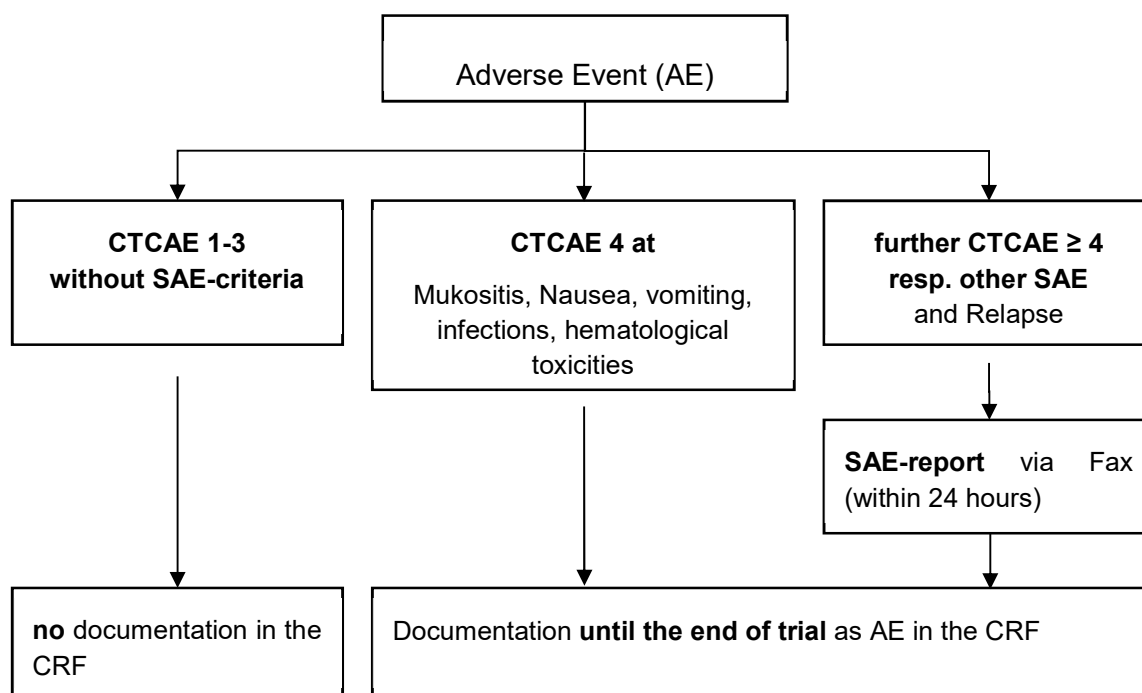 Adverse Event (AE)
CTCAE 1-3
without SAE-criteria
CTCAE 4 at
Mukositis, Nausea, vomiting,
infections, hematological
toxicities
further CTCAE ≥ 4
resp. other SAE
and Relapse
SAE-report via Fax
(within 24 hours)
no documentation in the
CRF
Documentation until the end of trial as AE in the CRF